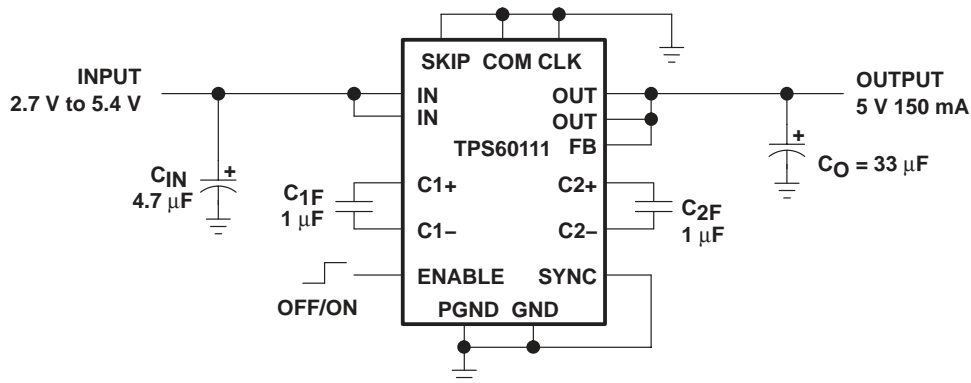 SKIP COM CLK
INPUT
2.7 V to 5.4 V
IN
IN
OUT
OUT
FB
TPS60111
OUTPUT
5 V 150 mA
CIN
4.7 µF
+
C1F
1 µF
C1+
C1–
C2+
C2–
C2F
1 µF
+
CO = 33 µF
ENABLE
SYNC
OFF/ON
PGND GND